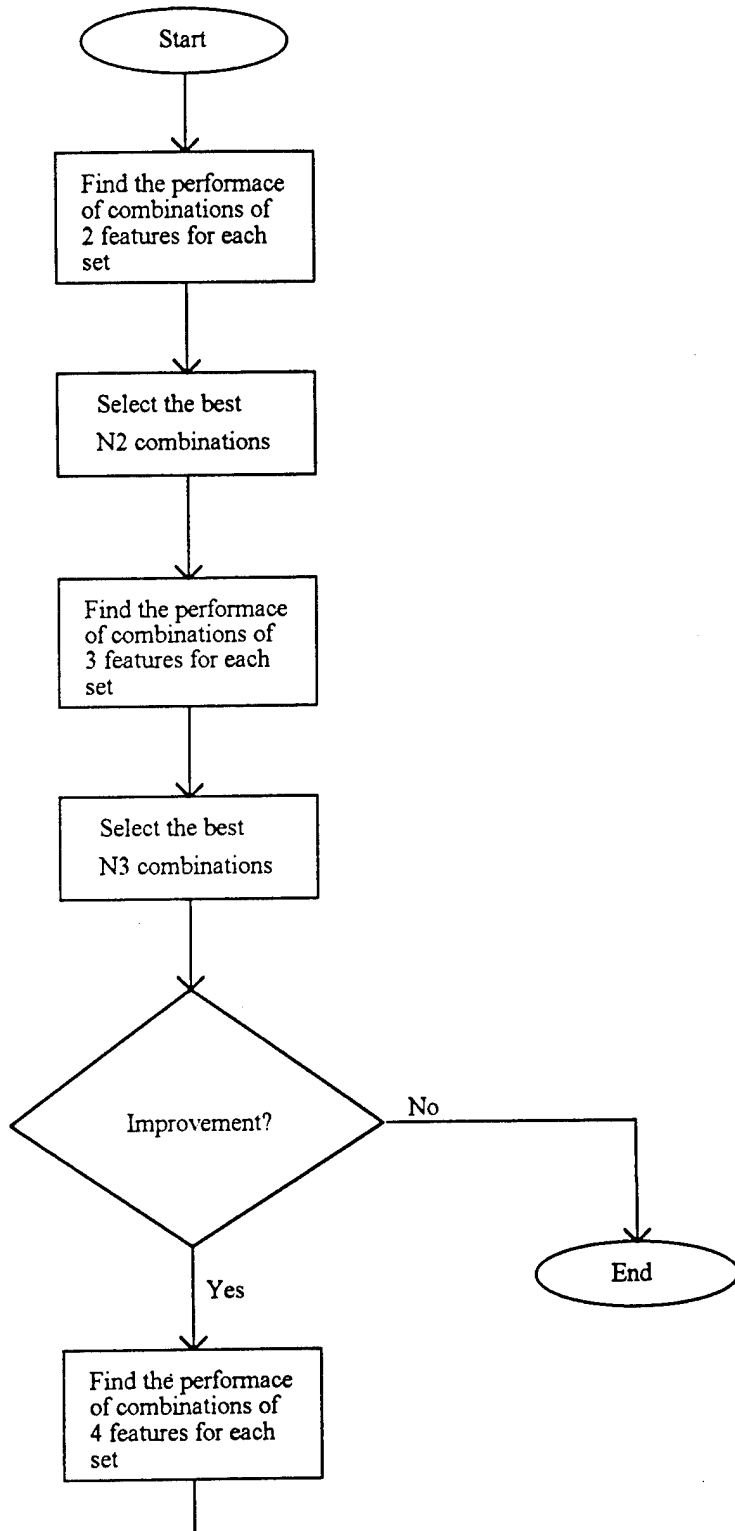 Start
Find the performace
of combinations of
2 features for each
set
Select the best
N2 combinations
Find the performace
of combinations of
3 features for each
set
Select the best
N3 combinations
Improvement?
No
End
Yes
Find the performace
of combinations of
4 features for each
set